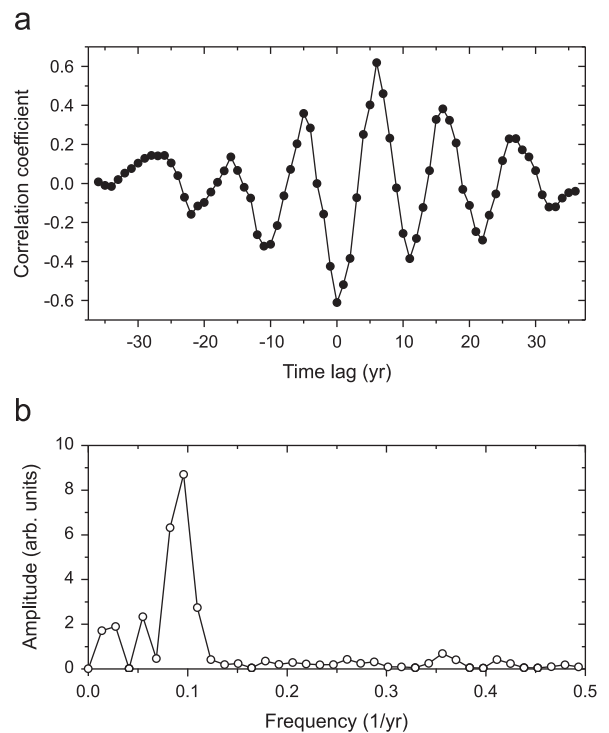 a
0.6
0.4
0.2
0.0
-0.2
-0.4
-0.6
Correlation coefficient
-30 -20 -10 0 10 20 30
Time lag (yr)
b
10
8
6
4
2
0
Amplitude (arb. units)
0.0 0.1 0.2 0.3 0.4 0.5
Frequency (1/yr)